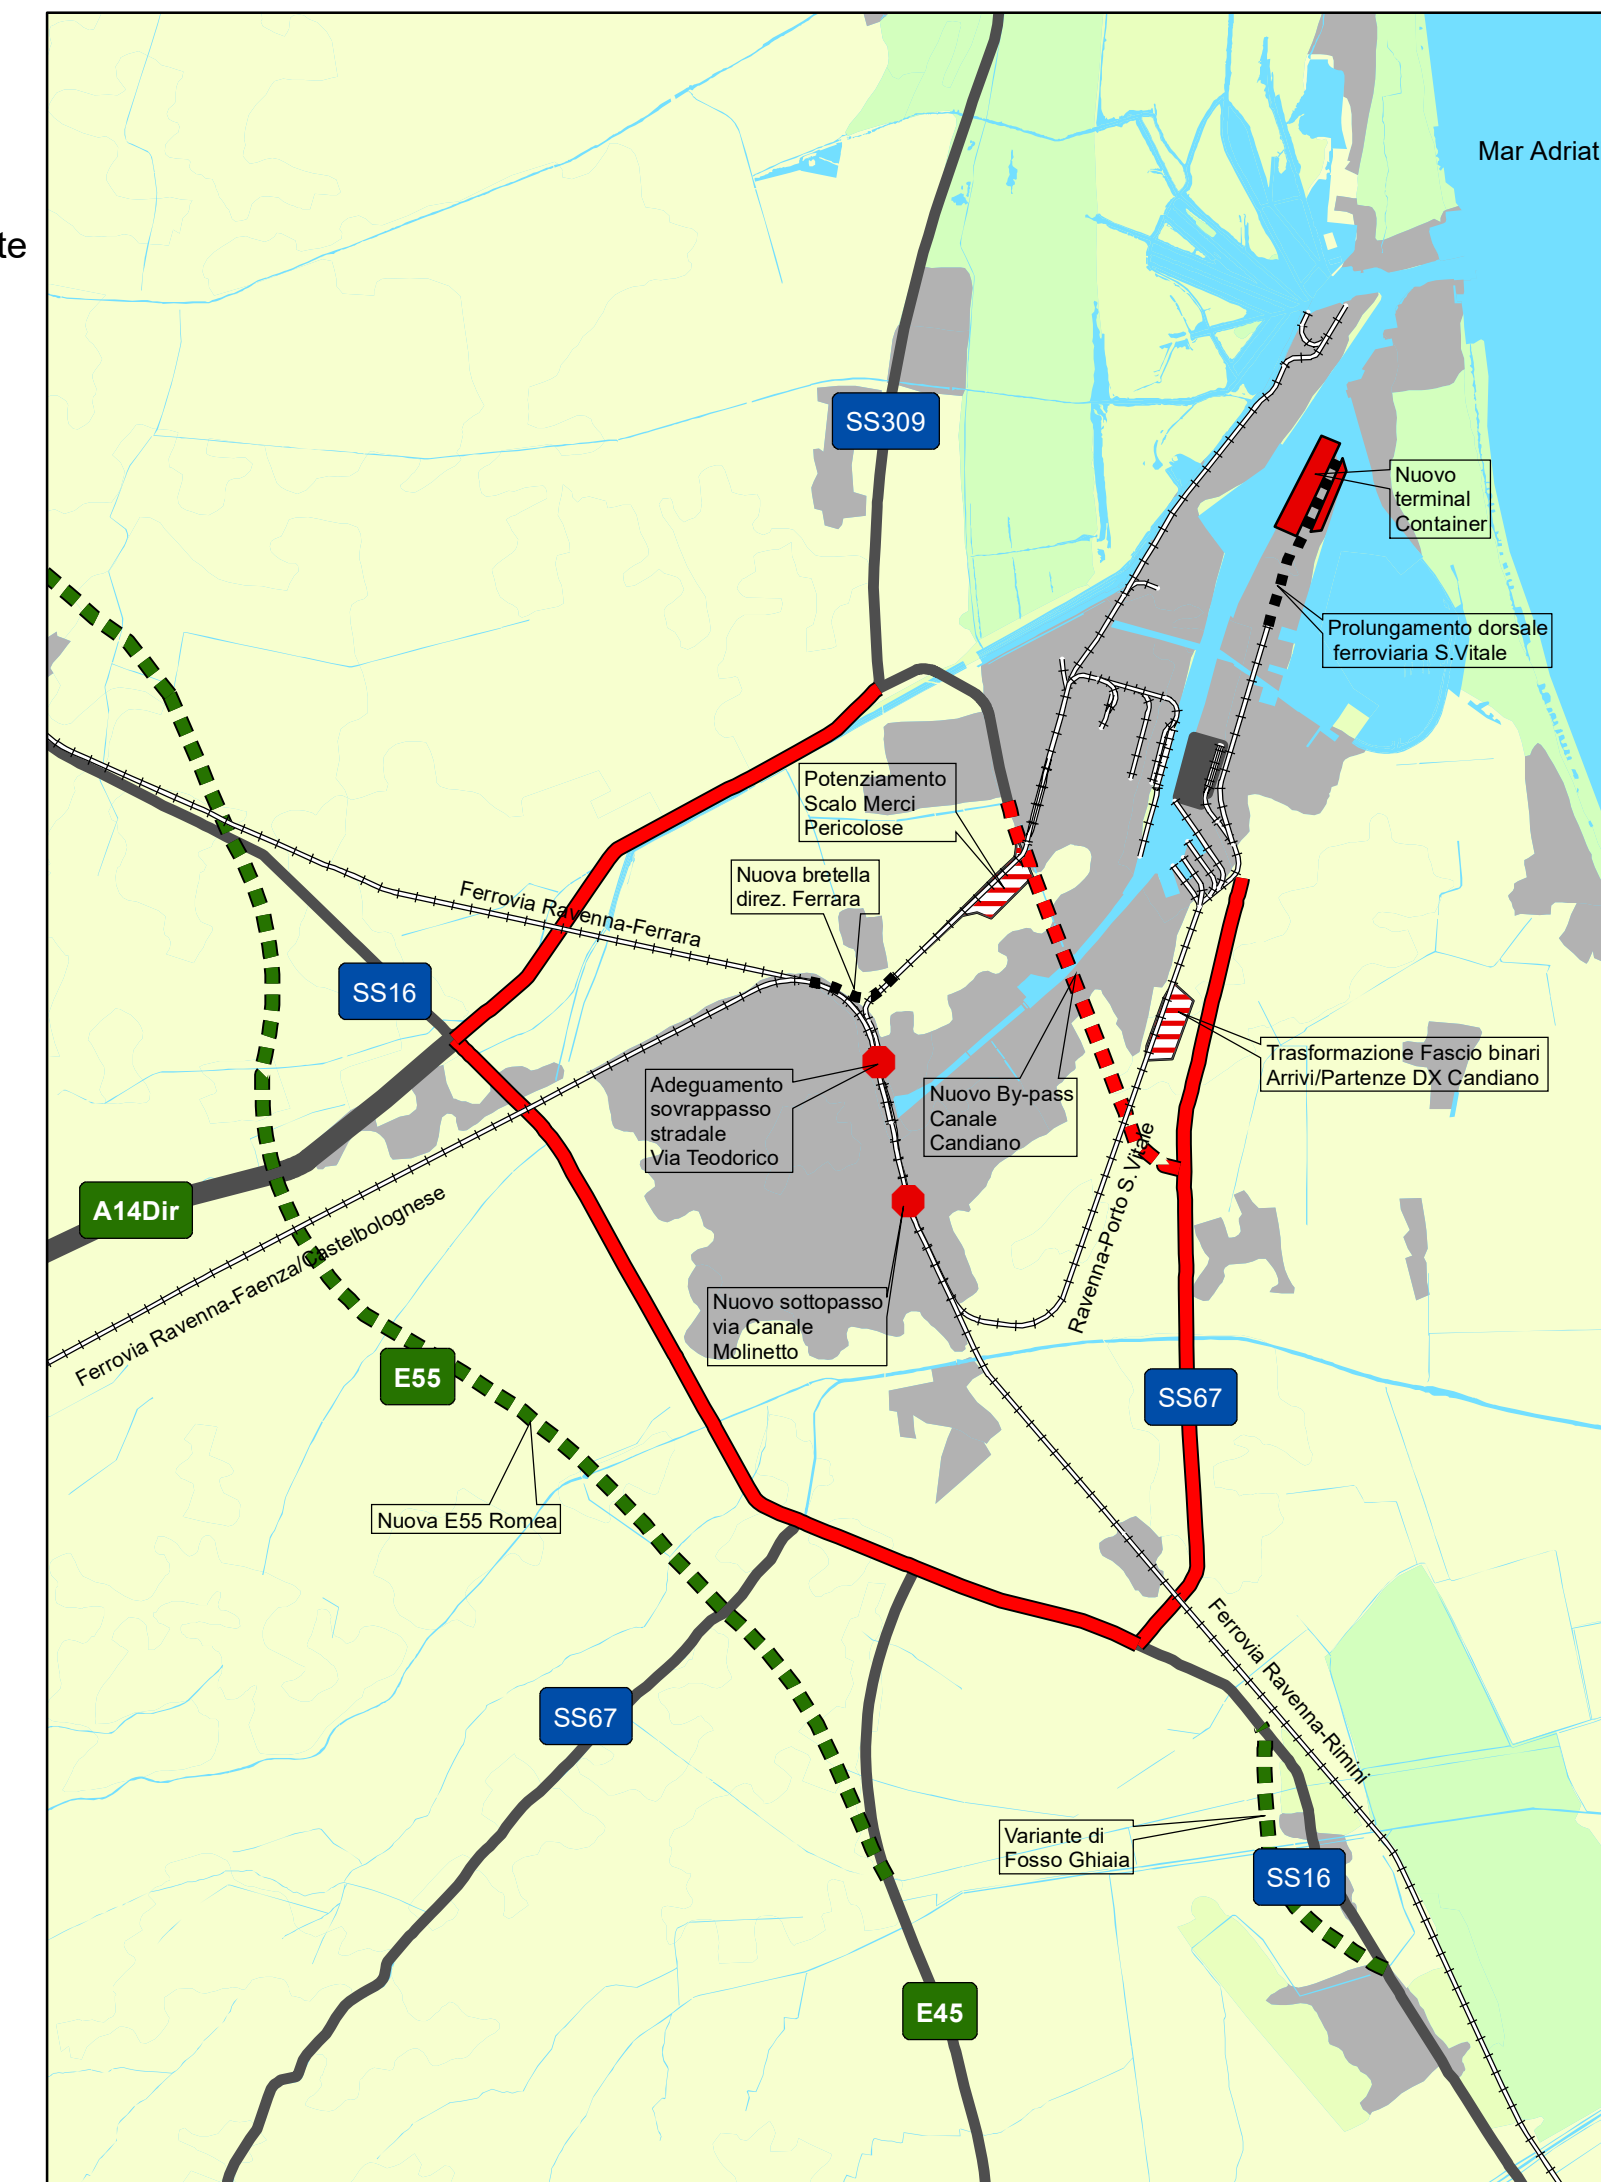 Mar Adriat
te
SS309
Nuovo
terminal
Container
Prolungamento dorsale
ferroviaria S.Vitale
Potenziamento
Scalo Merci
Pericolose
Nuova bretella
direz. Ferrara
Ferrovia Ravenna-Ferrara
SS16
Trasformazione Fascio binari
Arrivi/Partenze DX Candiano
Adeguamento
sovrappasso
stradale
Via Teodorico
Nuovo By-pass
Canale
Candiano
A14Dir
Ferrovia Ravenna-Faenza/Castelbolognese
Ravenna-Porto S.Vitale
Nuovo sottopasso
via Canale
Molinetto
E55
SS67
Nuova E55 Romea
Ferrovia Ravenna-Rimini
SS67
Variante di
Fosso Ghiaia
SS16
E45